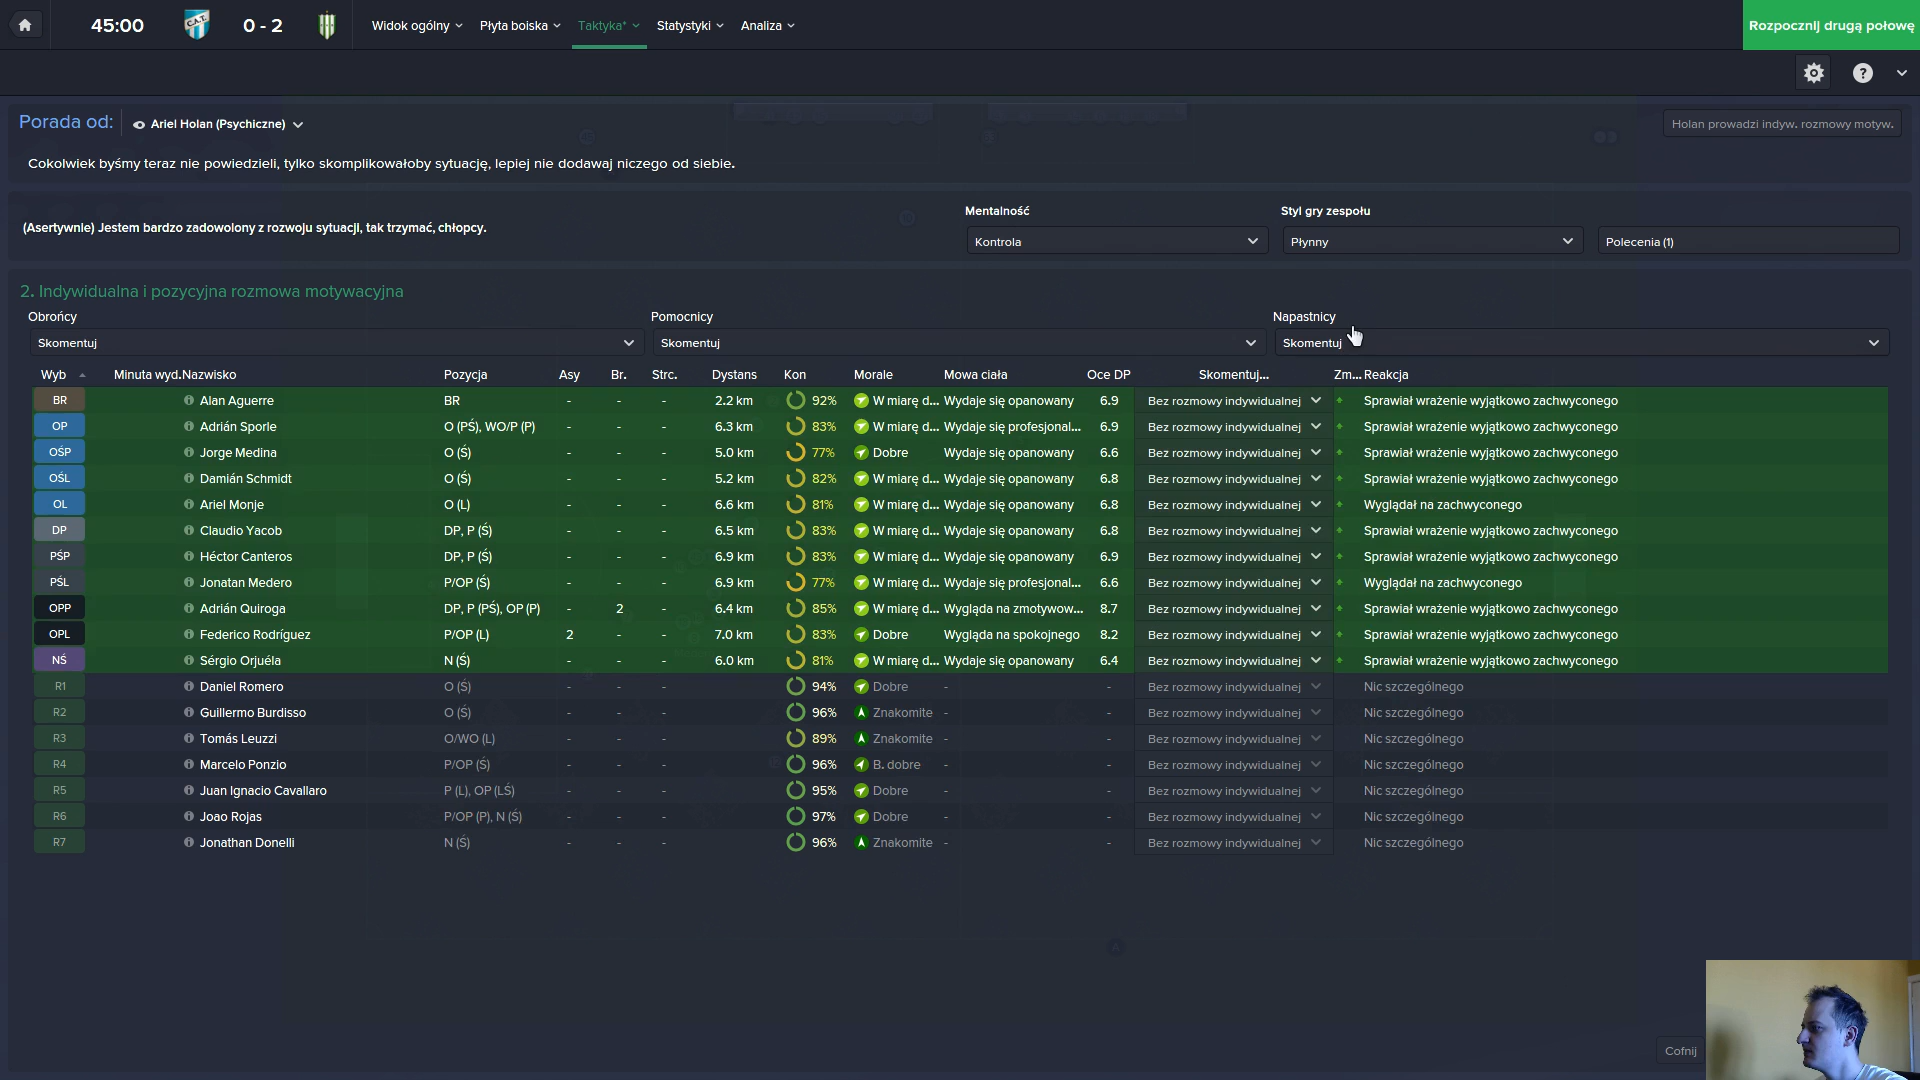 45:00 C.A.T. 0 - 2 Widok ogólny Płyta boiska Taktyka* Statystyki Analiza Rozpocznij drugą połowę
?
Porada od: Ariel Holan (Psychiczne) Holan prowadzi indyw. rozmowy motyw.
Cokolwiek byśmy teraz nie powiedzieli, tylko skomplikowałoby sytuację, lepiej nie dodawaj niczego od siebie.
Mentalność Styl gry zespołu
(Asertywnie) Jestem bardzo zadowolony z rozwoju sytuacji, tak trzymać, chłopcy.
Kontrola Płynny Polecenia (1)
2. Indywidualna i pozycyjna rozmowa motywacyjna
Obrońcy Pomocnicy Napastnicy
Skomentuj Skomentuj Skomentuj
Wyb Minuta wyd. Nazwisko Pozycja Asy Br. Strc. Dystans Kon Morale Mowa ciała Oce DP Skomentuj... Zm... Reakcja
BR Alan Aguerre BR - - - 2.2 km 92% W miarę d... Wydaje się opanowany 6.9 Bez rozmowy indywidualnej Sprawiał wrażenie wyjątkowo zachwyconego
OP Adrián Sporle O (PŚ), WO/P (P) - - - 6.3 km 83% W miarę d... Wydaje się profesjonal... 6.9 Bez rozmowy indywidualnej Sprawiał wrażenie wyjątkowo zachwyconego
OŚP Jorge Medina O (Ś) - - - 5.0 km 77% Dobre Wydaje się opanowany 6.6 Bez rozmowy indywidualnej Sprawiał wrażenie wyjątkowo zachwyconego
OŚL Damián Schmidt O (Ś) - - - 5.2 km 82% W miarę d... Wydaje się opanowany 6.8 Bez rozmowy indywidualnej Sprawiał wrażenie wyjątkowo zachwyconego
OL Ariel Monje O (L) - - - 6.6 km 81% W miarę d... Wydaje się opanowany 6.8 Bez rozmowy indywidualnej Wyglądał na zachwyconego
DP Claudio Yacob DP, P (Ś) - - - 6.5 km 83% W miarę d... Wydaje się opanowany 6.8 Bez rozmowy indywidualnej Sprawiał wrażenie wyjątkowo zachwyconego
PŚP Héctor Canteros DP, P (Ś) - - - 6.9 km 83% W miarę d... Wydaje się opanowany 6.9 Bez rozmowy indywidualnej Sprawiał wrażenie wyjątkowo zachwyconego
PŚL Jonatan Medero P/OP (Ś) - - - 6.9 km 77% W miarę d... Wydaje się profesjonal... 6.6 Bez rozmowy indywidualnej Wyglądał na zachwyconego
OPP Adrián Quiroga DP, P (PŚ), OP (P) - 2 - 6.4 km 85% W miarę d... Wygląda na zmotywow... 8.7 Bez rozmowy indywidualnej Sprawiał wrażenie wyjątkowo zachwyconego
OPL Federico Rodríguez P/OP (L) 2 - - 7.0 km 83% Dobre Wygląda na spokojnego 8.2 Bez rozmowy indywidualnej Sprawiał wrażenie wyjątkowo zachwyconego
NŚ Sérgio Orjuéla N (Ś) - - - 6.0 km 81% W miarę d... Wydaje się opanowany 6.4 Bez rozmowy indywidualnej Sprawiał wrażenie wyjątkowo zachwyconego
R1 Daniel Romero O (Ś) - - - 94% Dobre - - Bez rozmowy indywidualnej Nic szczególnego
R2 Guillermo Burdisso O (Ś) - - - 96% Znakomite - - Bez rozmowy indywidualnej Nic szczególnego
R3 Tomás Leuzzi O/WO (L) - - - 89% Znakomite - - Bez rozmowy indywidualnej Nic szczególnego
R4 Marcelo Ponzio P/OP (Ś) - - - 96% B. dobre - - Bez rozmowy indywidualnej Nic szczególnego
R5 Juan Ignacio Cavallaro P (L), OP (LŚ) - - - 95% Dobre - - Bez rozmowy indywidualnej Nic szczególnego
R6 Joao Rojas P/OP (P), N (Ś) - - - 97% Dobre - - Bez rozmowy indywidualnej Nic szczególnego
R7 Jonathan Donelli N (Ś) - - - 96% Znakomite - - Bez rozmowy indywidualnej Nic szczególnego
Cofnij